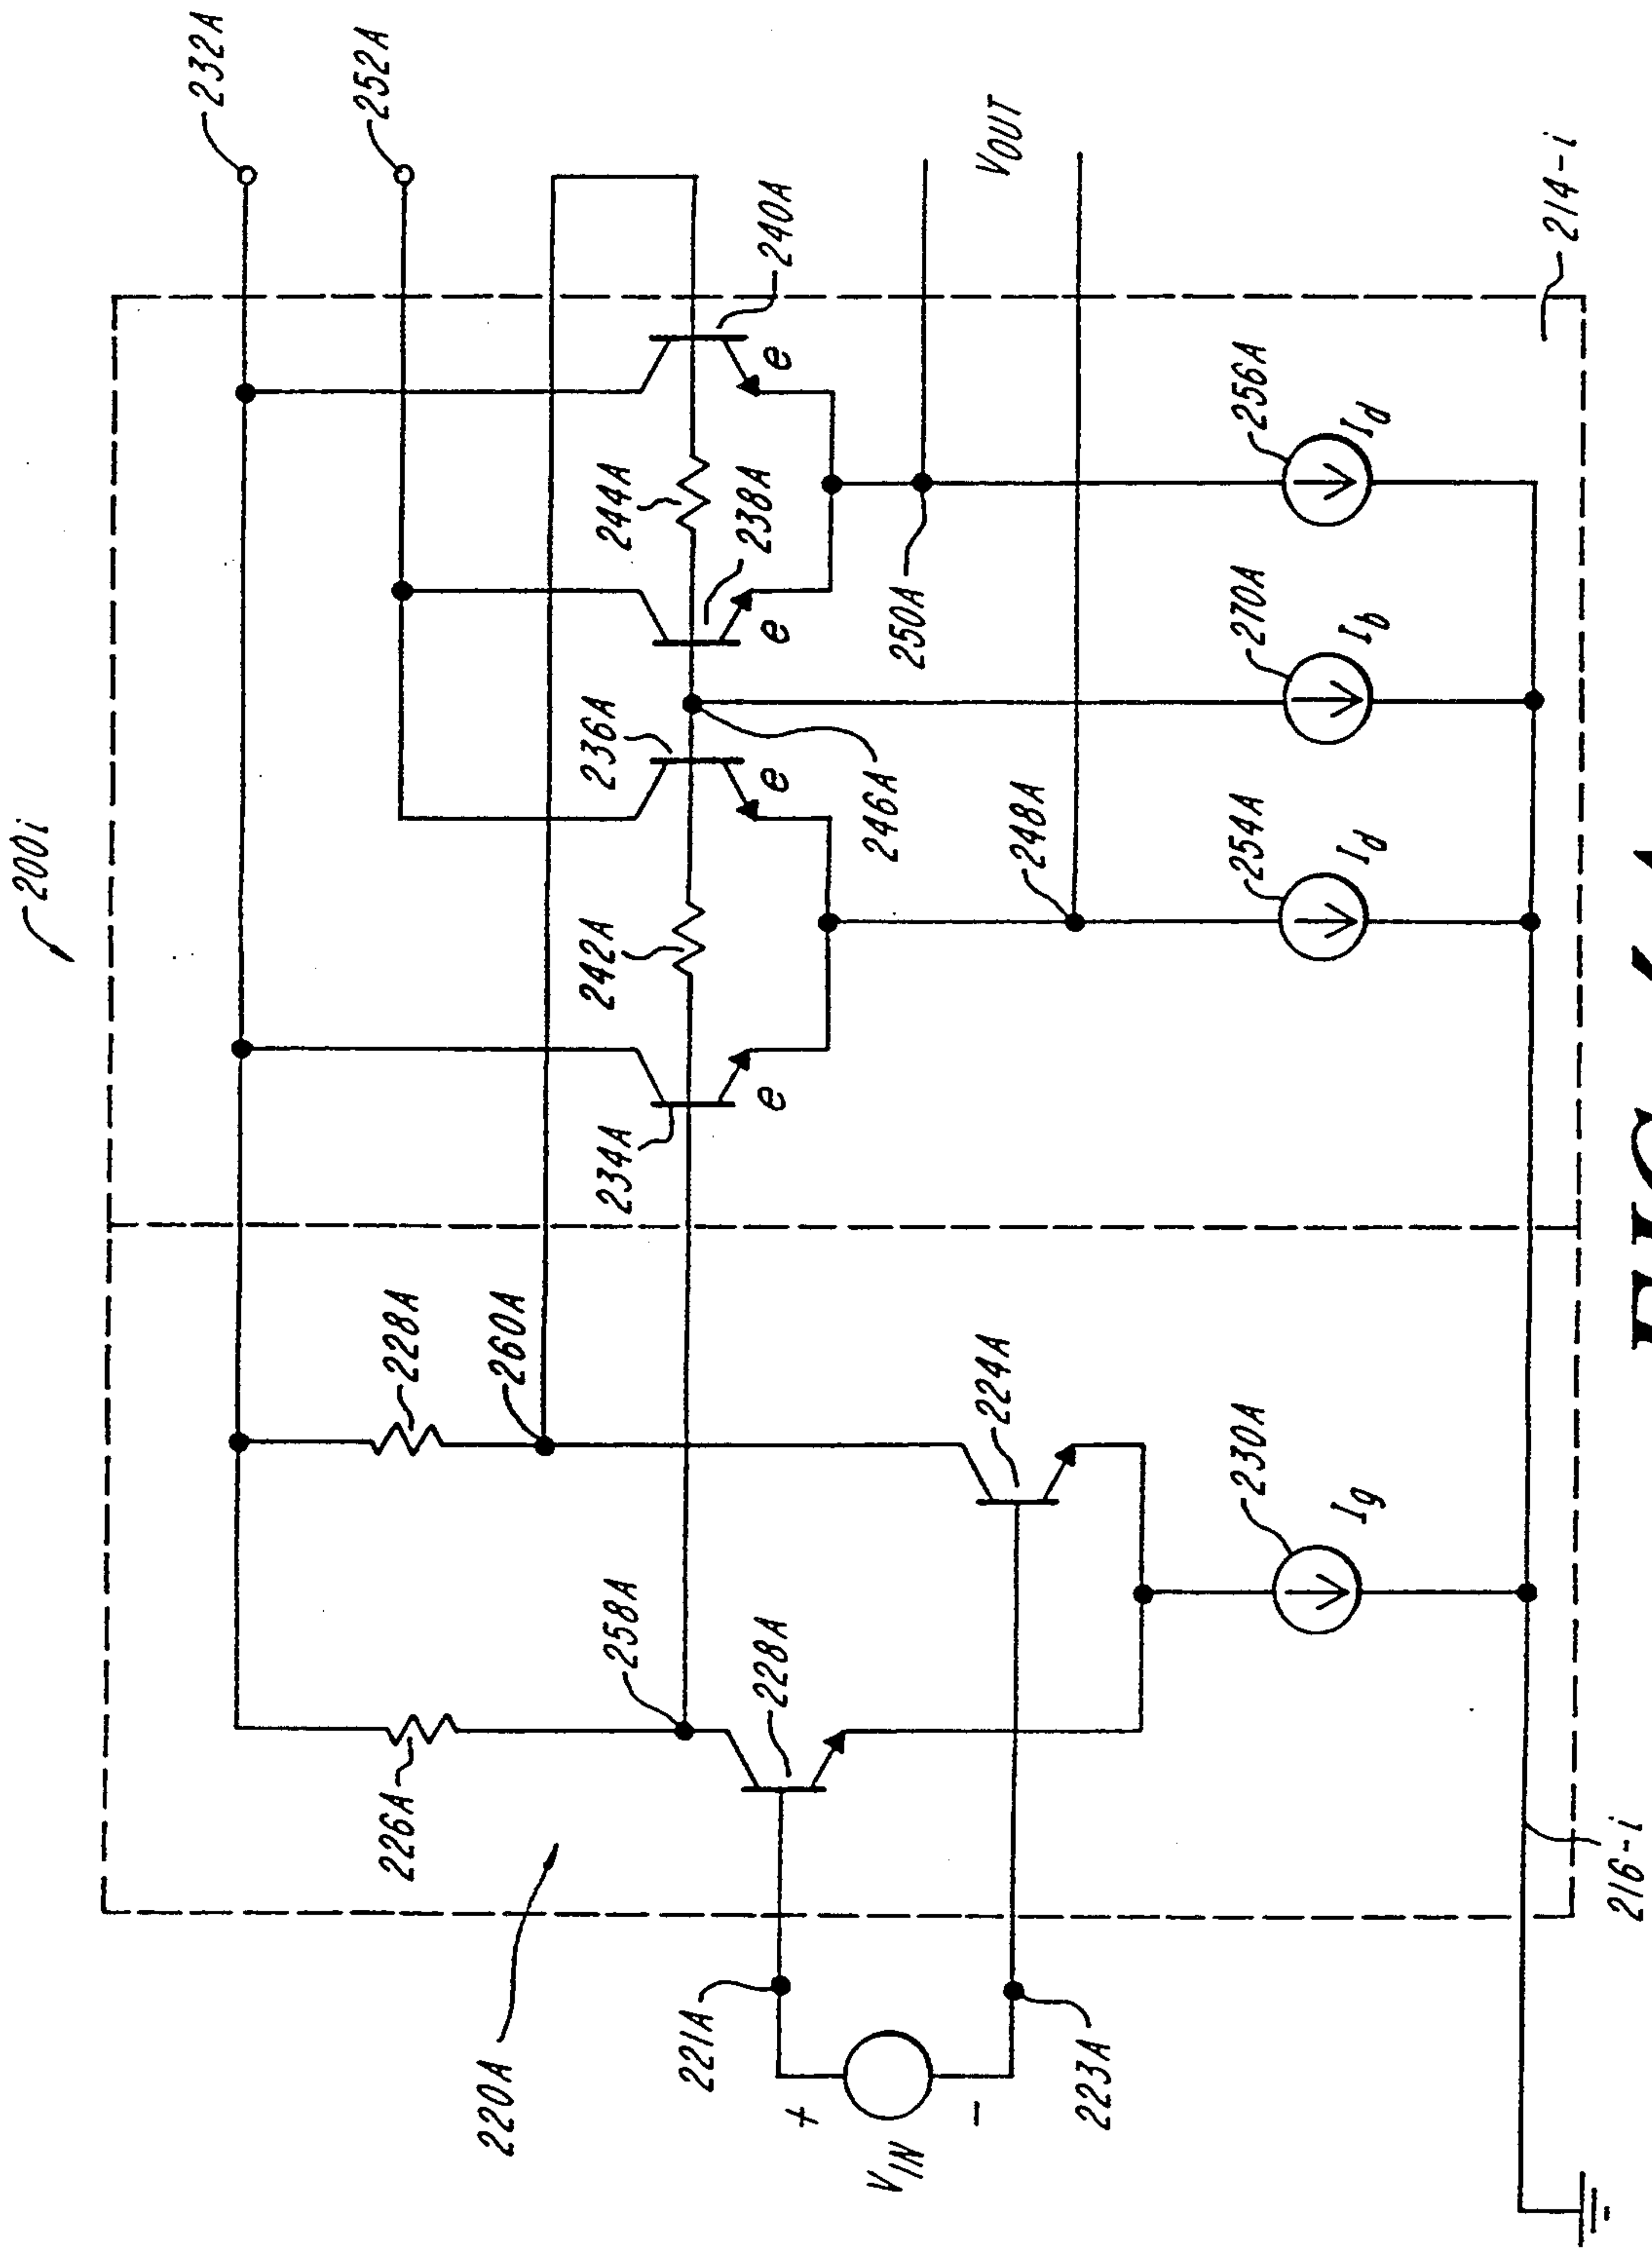 200i
232A
252A
226A
228A
260A
258A
228A
224A
220A
221A
223A
+
VIN
-
230A
Ig
216-i
234A
e
242A
236A
e
246A
244A
238A
e
240A
e
248A
250A
VOUT
254A
Id
270A
Ib
256A
Id
214-i